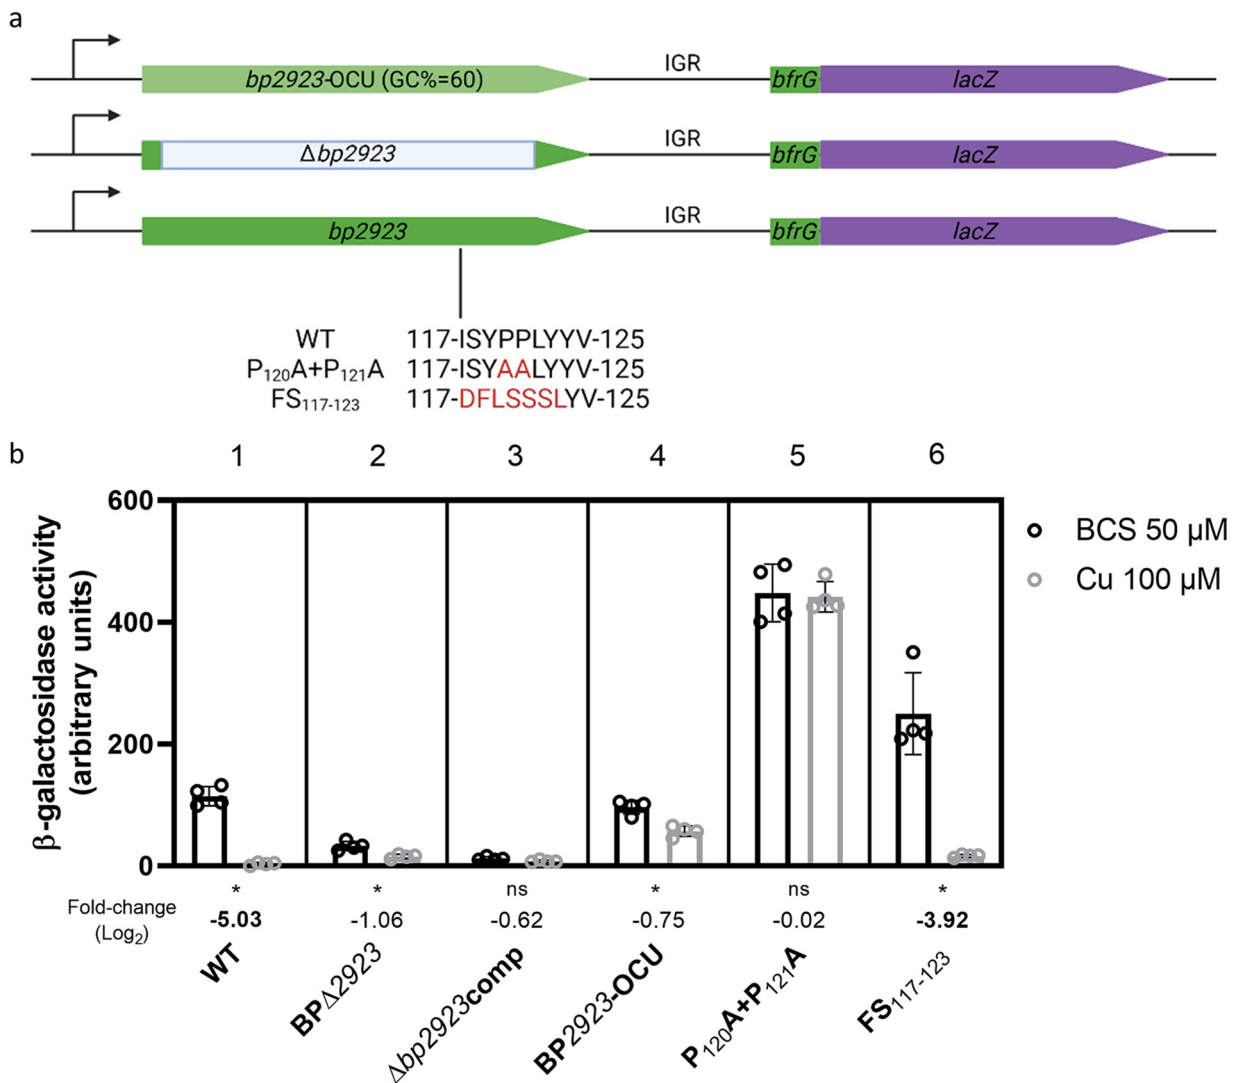 a
bp2923-OCU (GC%=60) IGR bfrG lacZ
Δbp2923 IGR bfrG lacZ
bp2923 IGR bfrG lacZ
WT 117-ISYPPLYYV-125
P120A+P121A 117-ISYAALYYV-125
FS117-123 117-DFLSSSLYV-125
b 1 2 3 4 5 6
600
400
200
0
β-galactosidase activity
(arbitrary units)
BCS 50 µM
Cu 100 µM
* * ns * ns *
Fold-change
(Log2)
-5.03 -1.06 -0.62 -0.75 -0.02 -3.92
WT
BPΔ2923
Δbp2923comp
BP2923-OCU
P120A+P121A
FS117-123